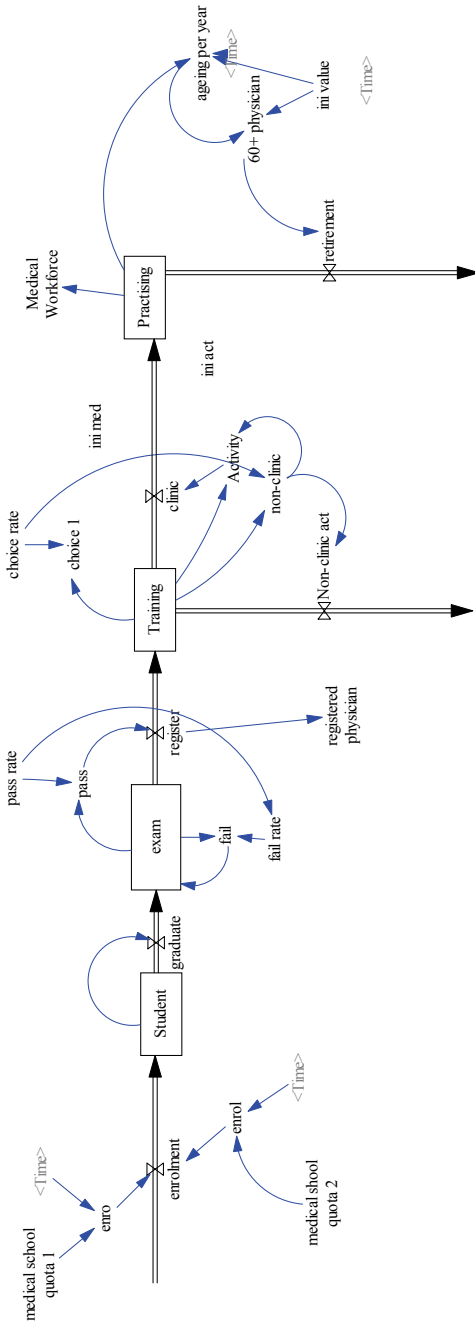 medical school
quota 1
<Time>
enro
enrolment
enrol
<Time>
medical shool
quota 2
Student
graduate
exam
pass rate
pass
register
fail
fail rate
registered
physician
Training
choice rate
choice 1
clinic
Activity
non-clinic
Non-clinic act
ini med
ini act
Practising
Medical
Workforce
retirement
60+ physician
ageing per year
<Time>
ini value
<Time>